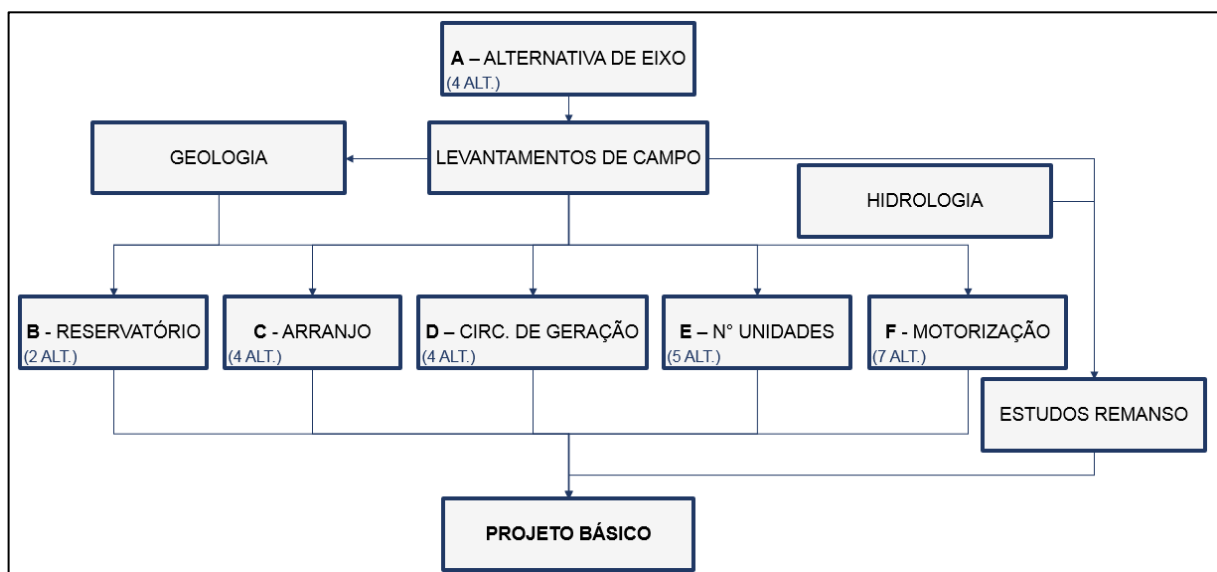 A – ALTERNATIVA DE EIXO
(4 ALT.)
GEOLOGIA
LEVANTAMENTOS DE CAMPO
HIDROLOGIA
B - RESERVATÓRIO
(2 ALT.)
C - ARRANJO
(4 ALT.)
D – CIRC. DE GERAÇÃO
(4 ALT.)
E – N° UNIDADES
(5 ALT.)
F - MOTORIZAÇÃO
(7 ALT.)
ESTUDOS REMANSO
PROJETO BÁSICO